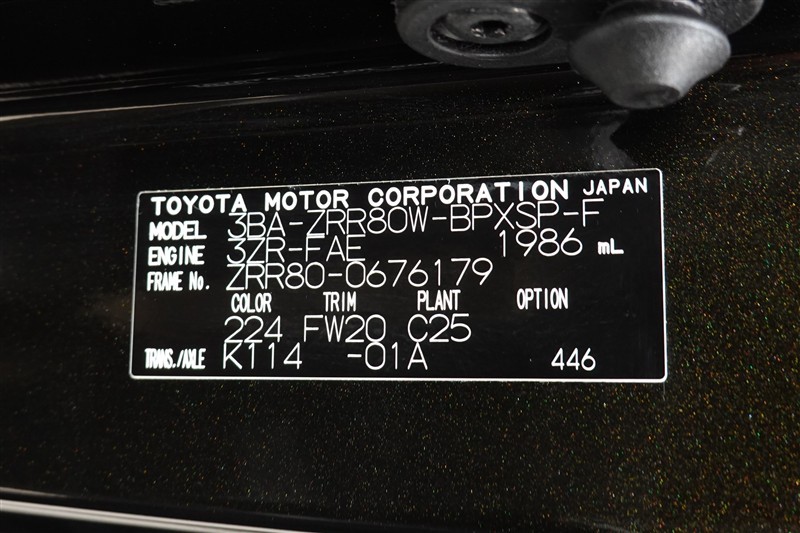 TOYOTA MOTOR CORPORATION JAPAN
MODEL 3BA-ZRR80W-BPXSP-F
ENGINE 3ZR-FAE 1986 mL
FRAME No. ZRR80-0676179
COLOR TRIM PLANT OPTION
224 FW20 C25
TRANS./AXLE K114 -01A 446